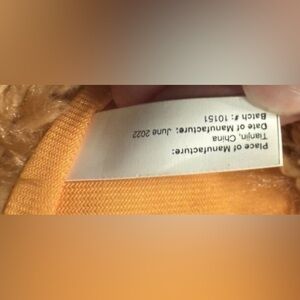 Place of Manufacture:
Tianjin, China
Date of Manufacture: June 2022
Batch #: 10151